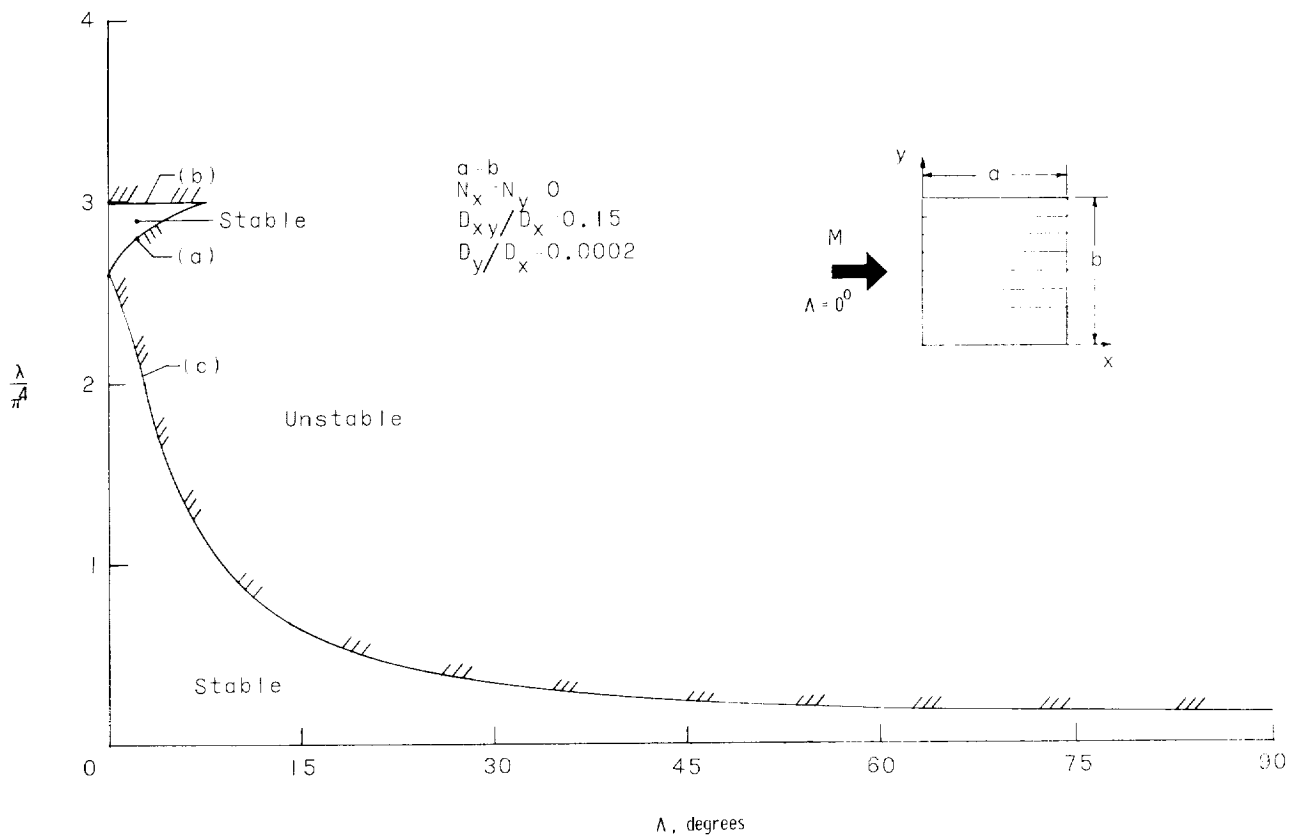 4
3
2
1
0
15
30
45
60
75
90
λ/π⁴
Λ, degrees
(b)
Stable
(a)
(c)
Unstable
Stable
a=b
N_x=N_y=0
D_xy/D_x=0.15
D_y/D_x=0.0002
y
a
M
b
Λ = 0°
x